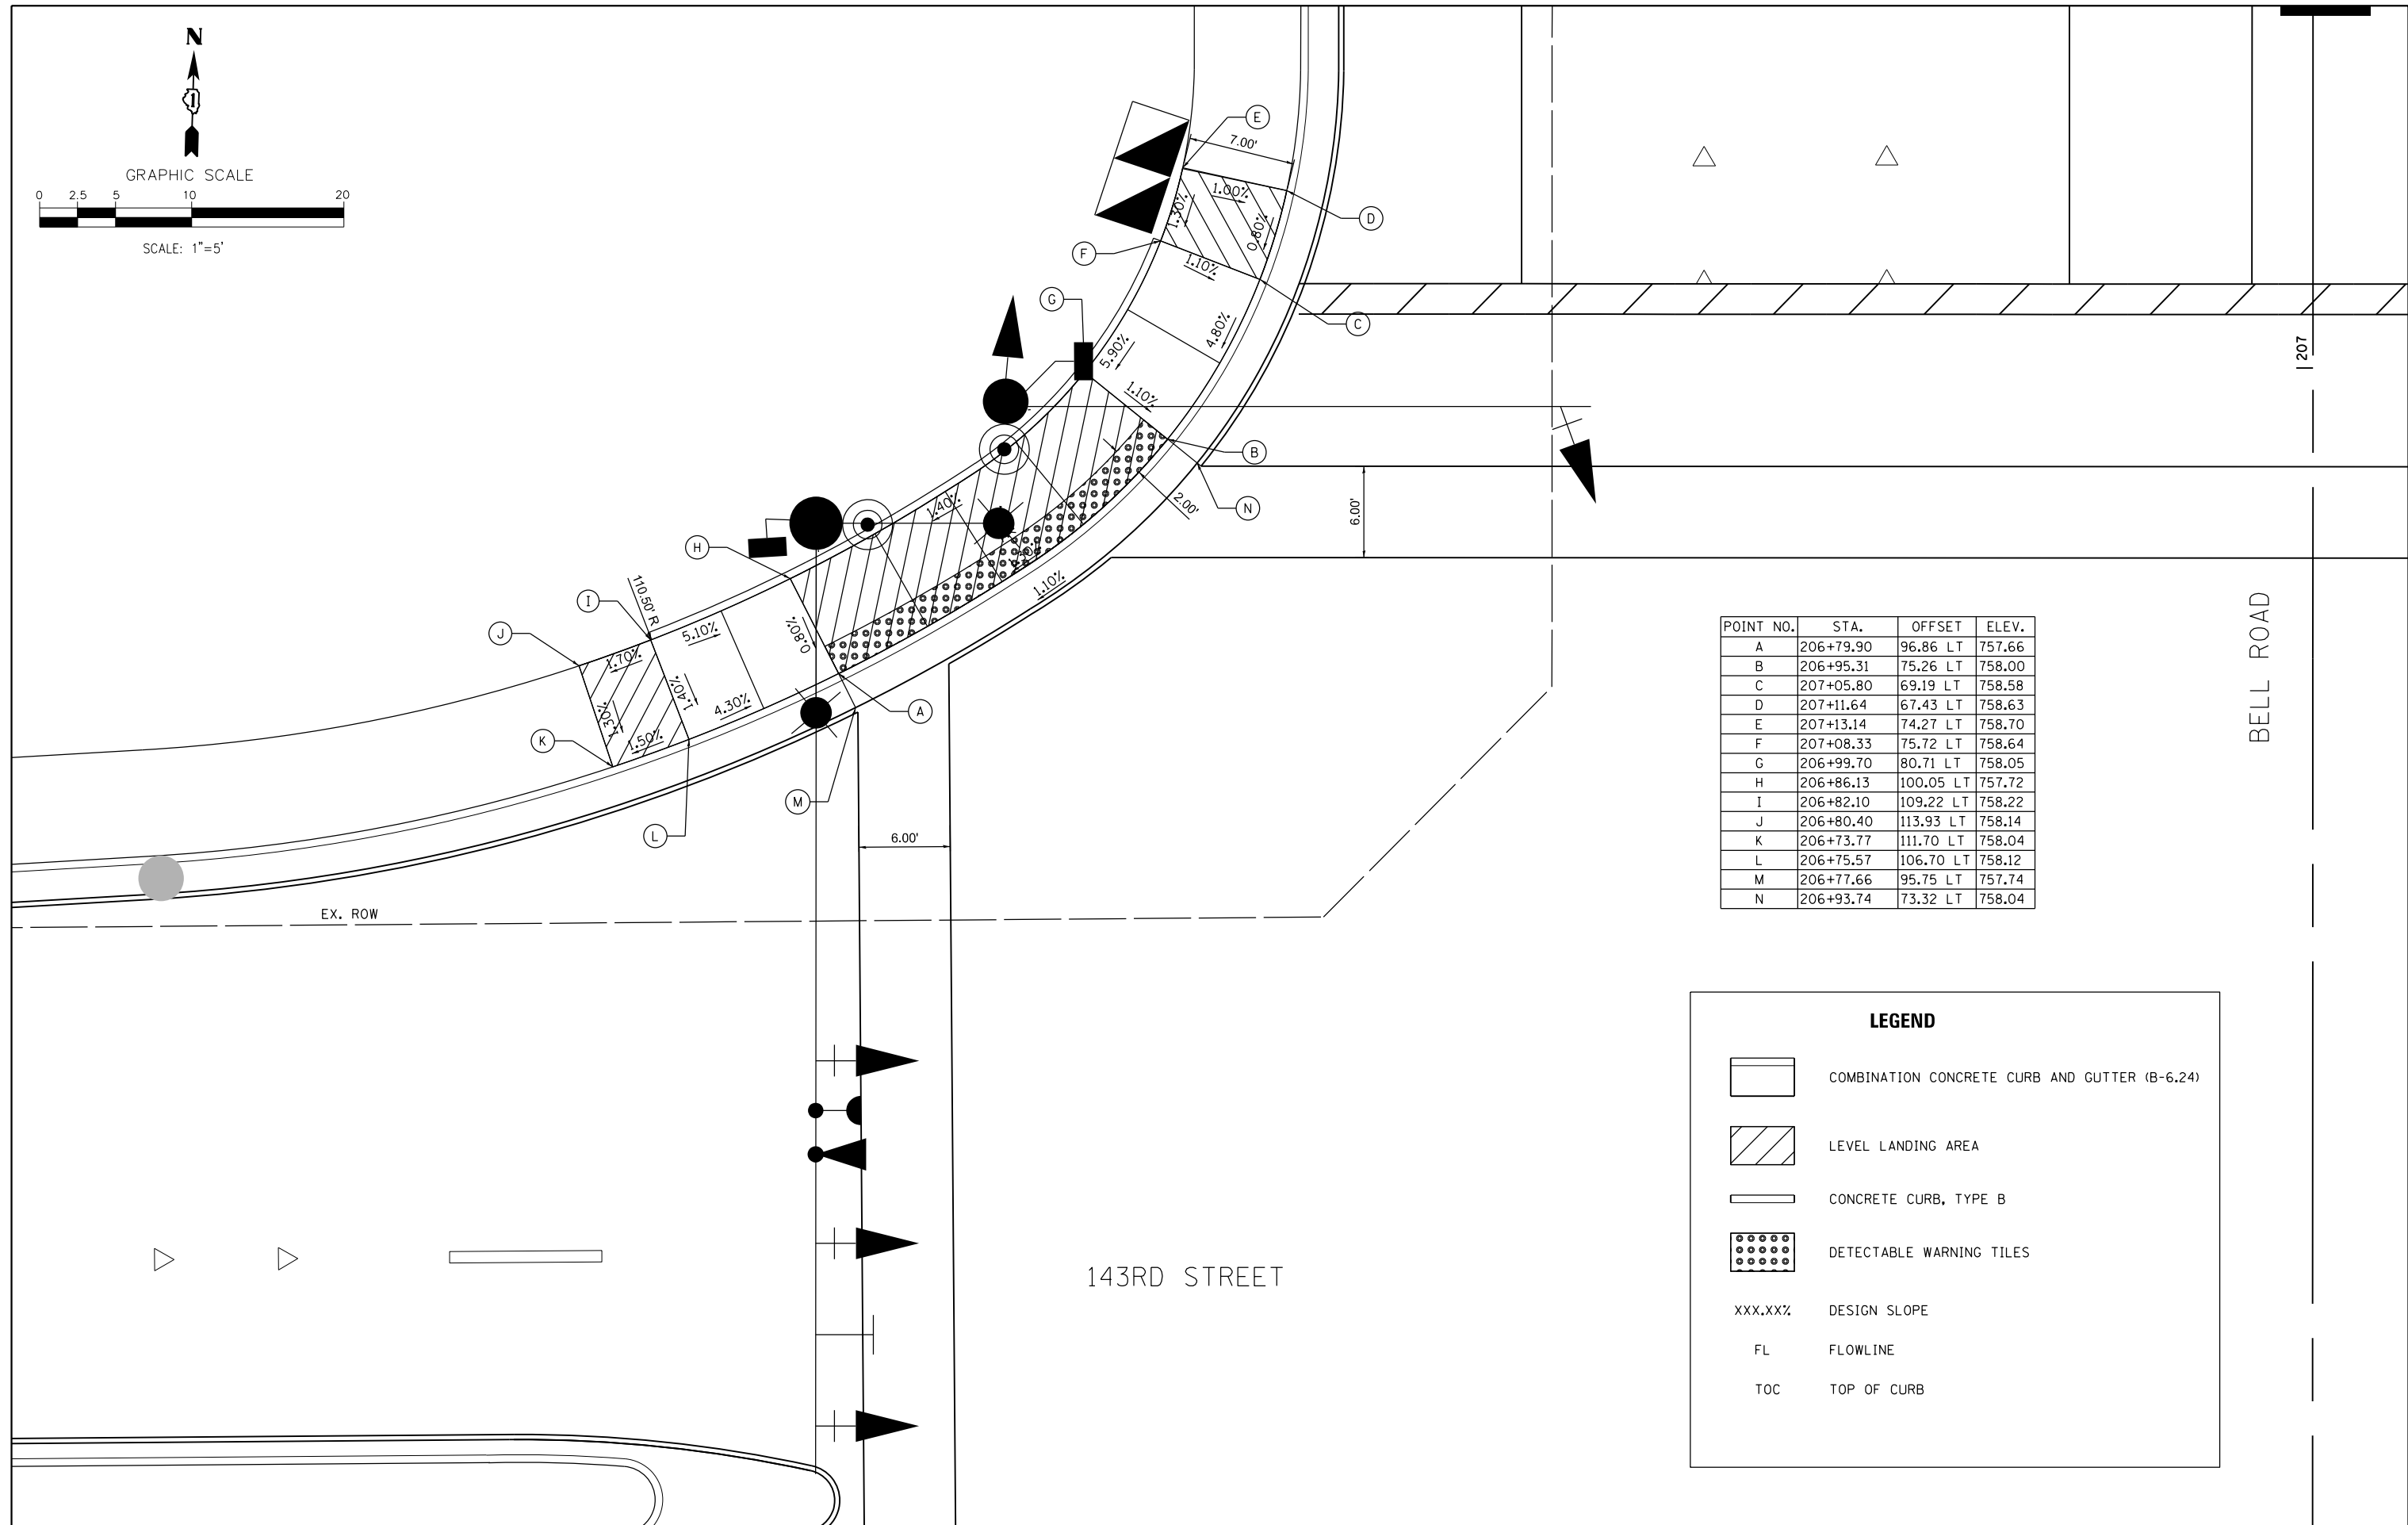 N
GRAPHIC SCALE
0 2.5 5 10 20
SCALE: 1"=5'
E
7.00'
1.00%
1.30%
0.80%
D
F
1.10%
G
C
4.80%
5.90%
1.10%
207
B
2.00'
N
6.00'
1.40%
H
1.10%
110.50' R
I
5.10%
0.80%
J
1.70%
1.40%
4.30%
A
1.30%
K
1.50%
M
L
6.00'
EX. ROW
BELL ROAD
143RD STREET
POINT NO. STA. OFFSET ELEV.
A 206+79.90 96.86 LT 757.66
B 206+95.31 75.26 LT 758.00
C 207+05.80 69.19 LT 758.58
D 207+11.64 67.43 LT 758.63
E 207+13.14 74.27 LT 758.70
F 207+08.33 75.72 LT 758.64
G 206+99.70 80.71 LT 758.05
H 206+86.13 100.05 LT 757.72
I 206+82.10 109.22 LT 758.22
J 206+80.40 113.93 LT 758.14
K 206+73.77 111.70 LT 758.04
L 206+75.57 106.70 LT 758.12
M 206+77.66 95.75 LT 757.74
N 206+93.74 73.32 LT 758.04
LEGEND
COMBINATION CONCRETE CURB AND GUTTER (B-6.24)
LEVEL LANDING AREA
CONCRETE CURB, TYPE B
DETECTABLE WARNING TILES
XXX.XX% DESIGN SLOPE
FL FLOWLINE
TOC TOP OF CURB